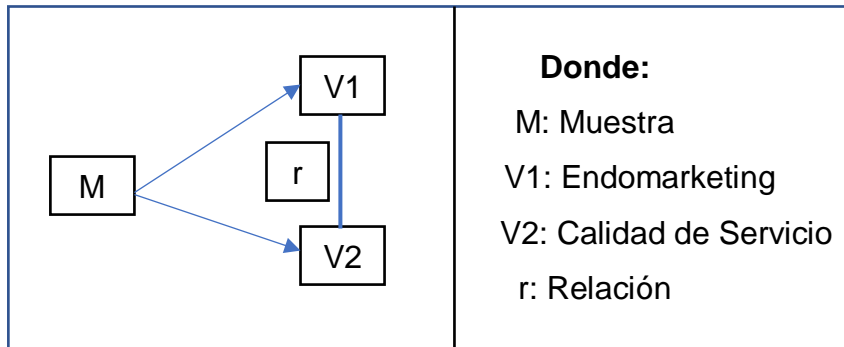 V1
M
r
V2
Donde:
M: Muestra
V1: Endomarketing
V2: Calidad de Servicio
r: Relación